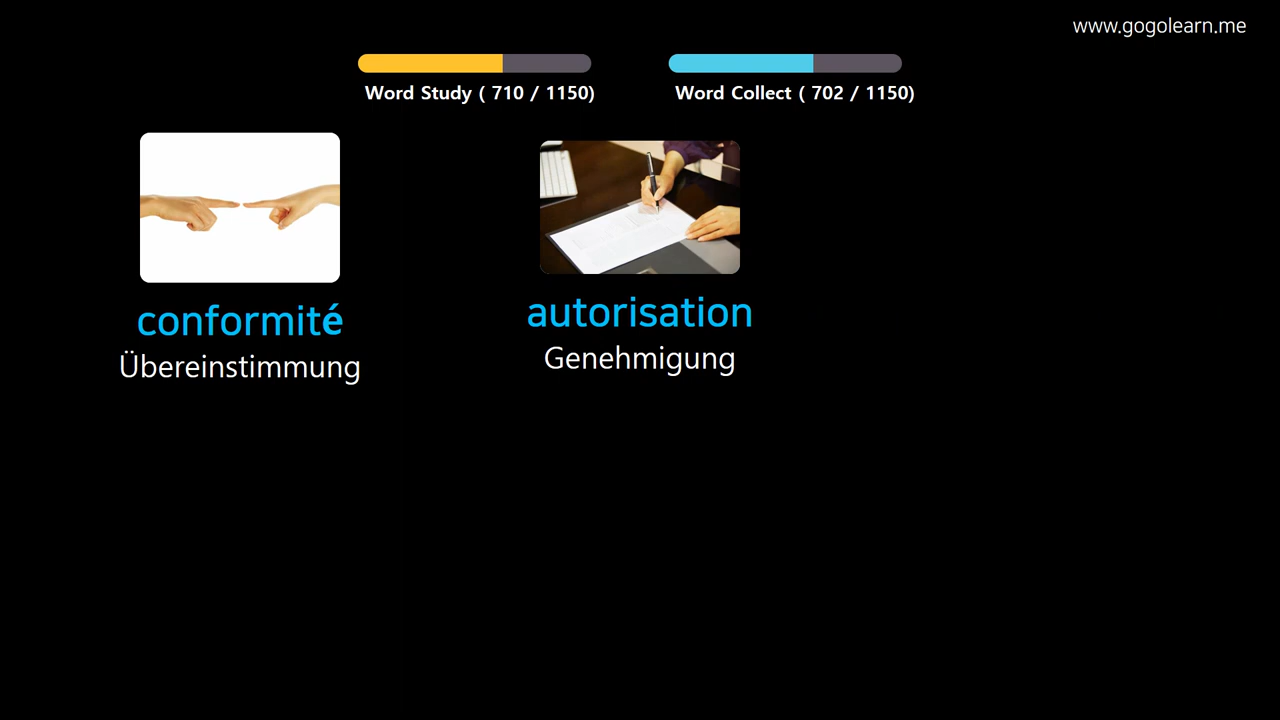 www.gogolearn.me
Word Study ( 710 / 1150)
Word Collect ( 702 / 1150)
conformité
Übereinstimmung
autorisation
Genehmigung